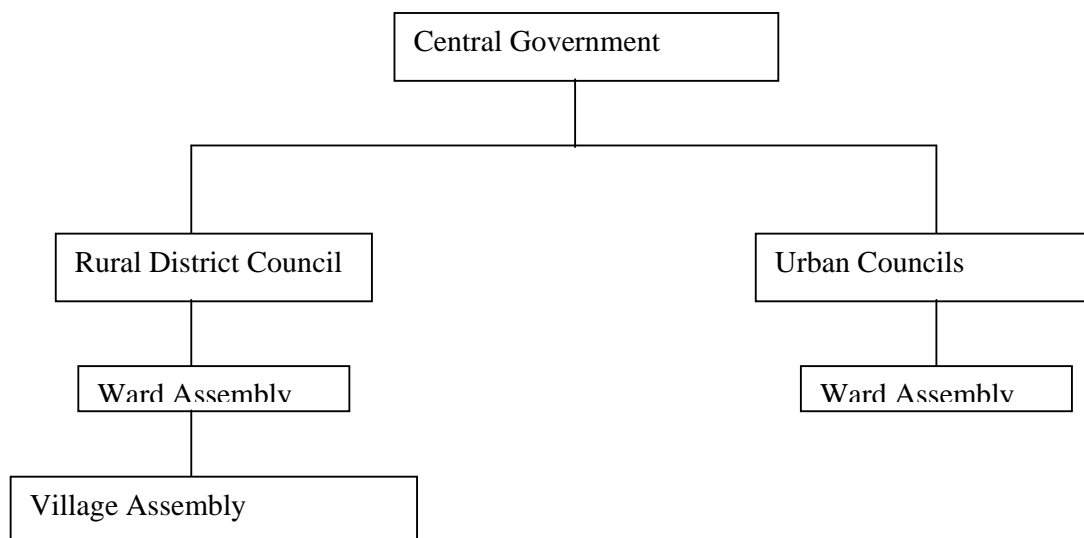 Central Government
Rural District Council
Urban Councils
Ward Assembly
Ward Assembly
Village Assembly